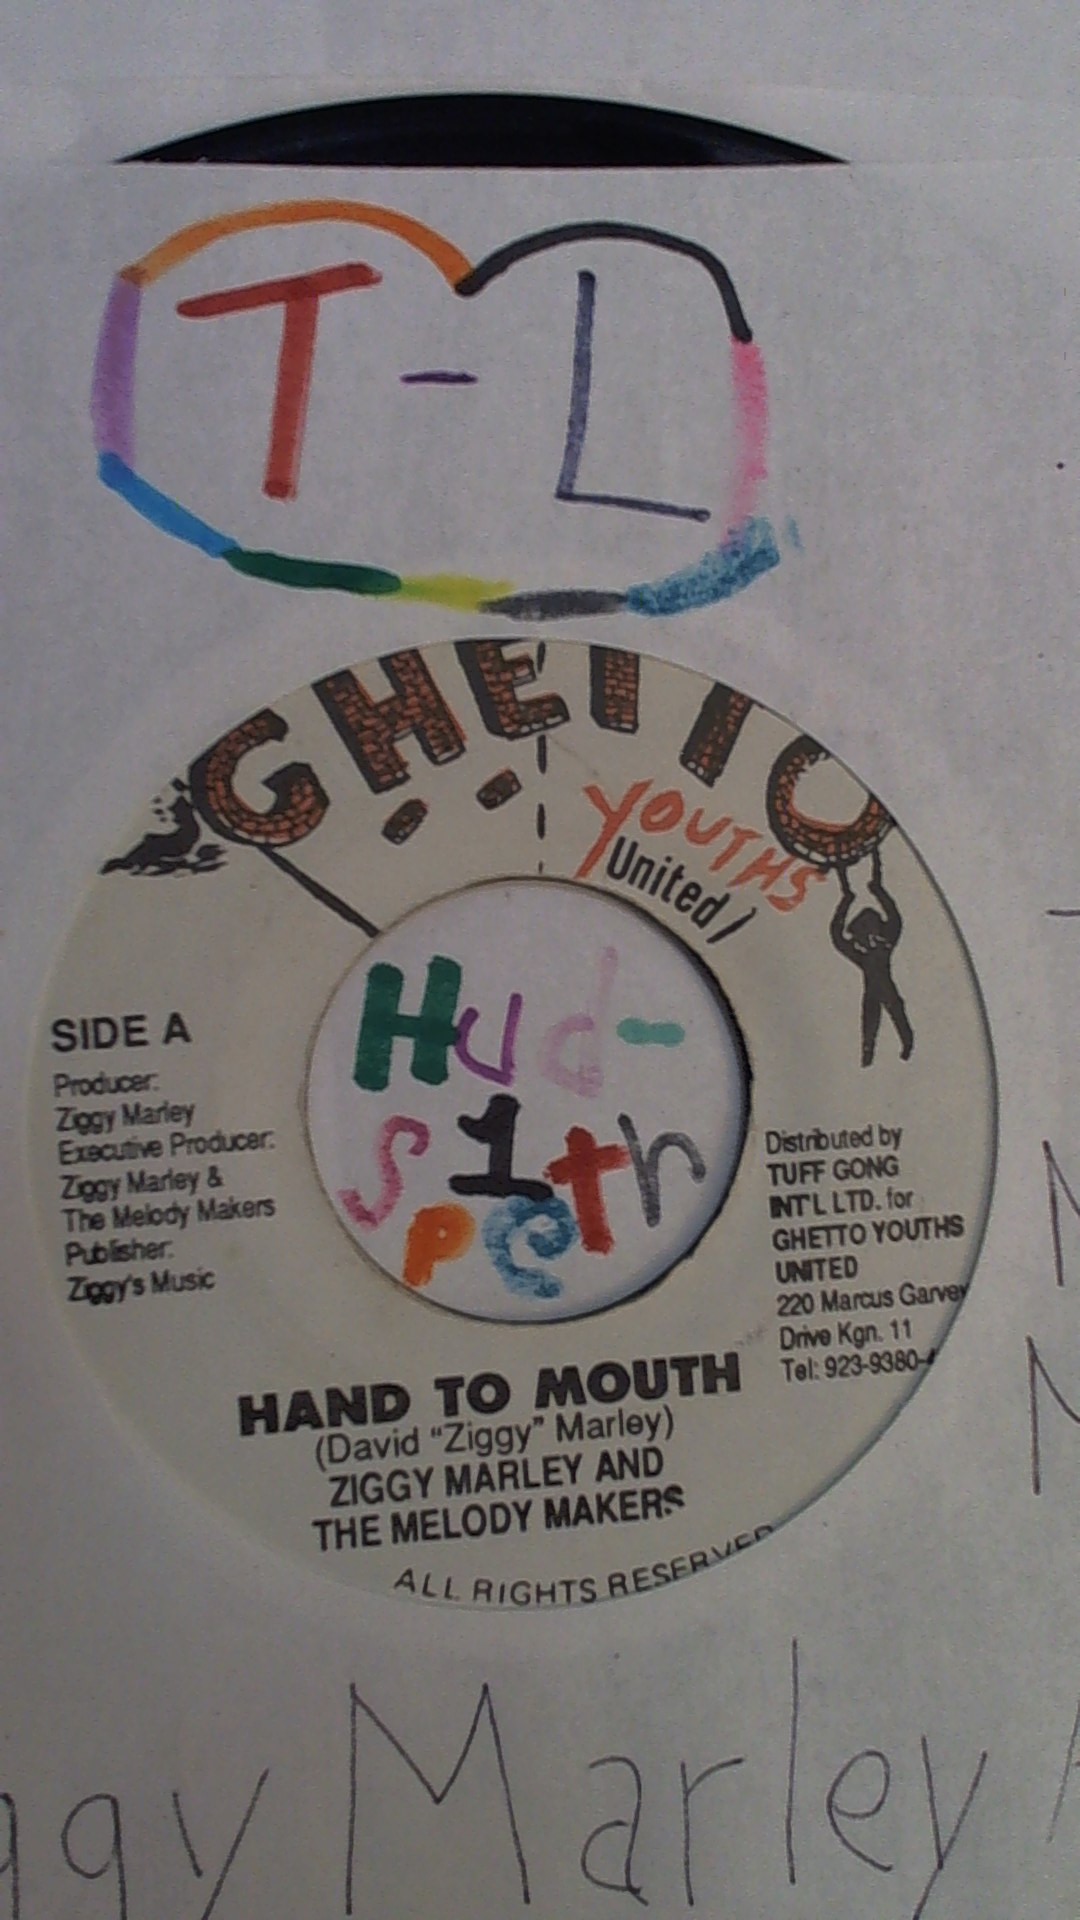 T - L
GHETTO
YOUTHS
United
Hud-
s1th
pe
SIDE A
Producer:
Ziggy Marley
Executive Producer:
Ziggy Marley &
The Melody Makers
Publisher:
Ziggy's Music
Distributed by
TUFF GONG
INT'L LTD. for
GHETTO YOUTHS
UNITED
220 Marcus Garvey
Drive Kgn. 11
Tel: 923-9380-4
HAND TO MOUTH
(David "Ziggy" Marley)
ZIGGY MARLEY AND
THE MELODY MAKERS
ALL RIGHTS RESERVED
ggy Marley